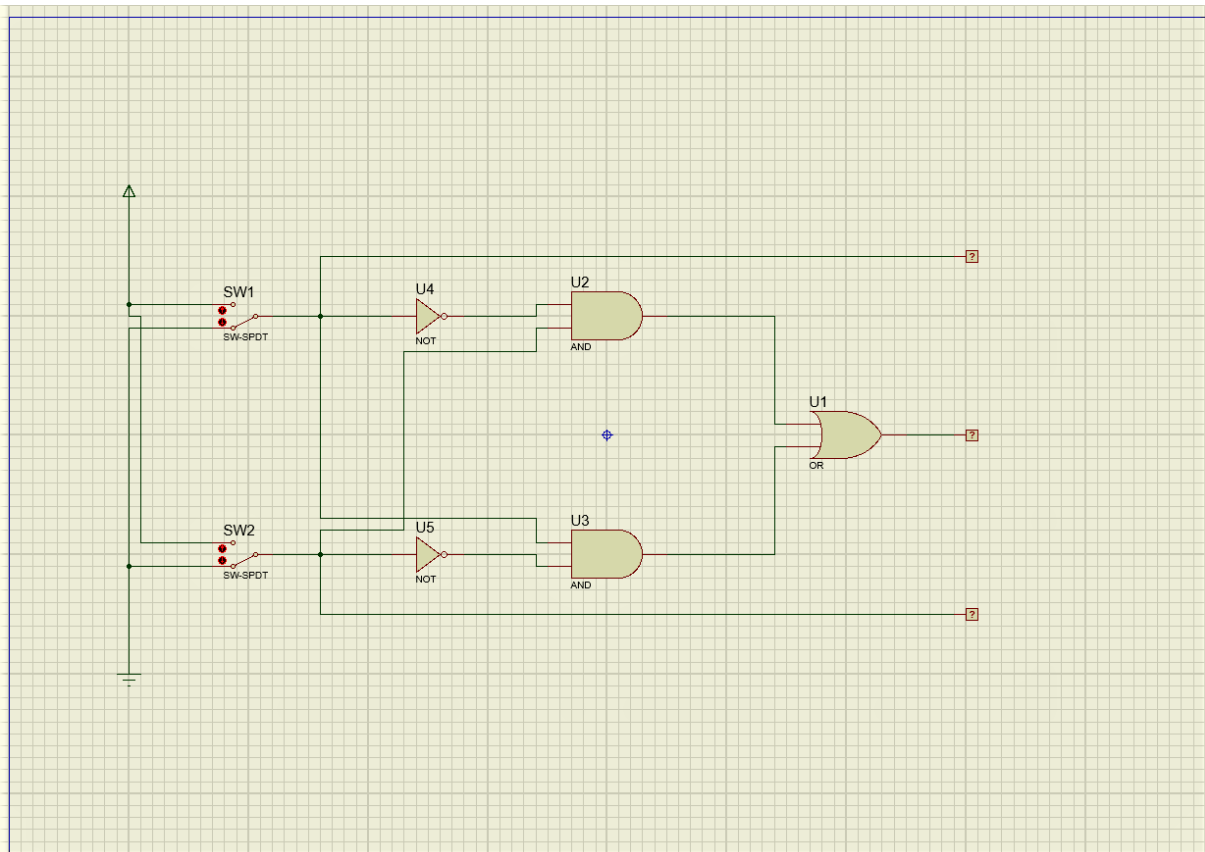 ?
SW1
SW-SPDT
U4
NOT
U2
AND
U1
OR
?
SW2
SW-SPDT
U5
NOT
U3
AND
?